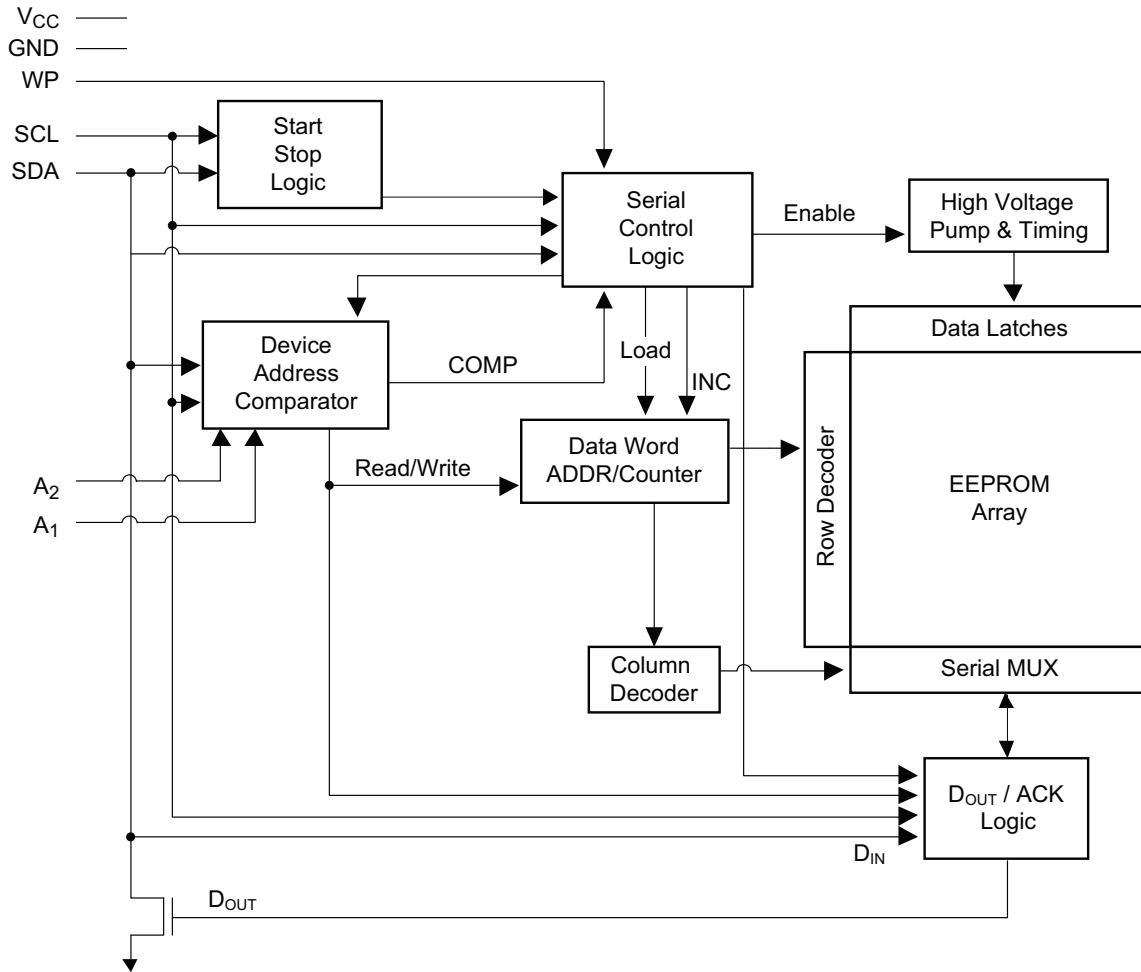 VCC
GND
WP
SCL
SDA
Start
Stop
Logic
Serial
Control
Logic
Enable
High Voltage
Pump & Timing
Data Latches
Device
Address
Comparator
COMP
Load
INC
Data Word
ADDR/Counter
Read/Write
A2
A1
Row Decoder
EEPROM
Array
Column
Decoder
Serial MUX
DOUT / ACK
Logic
DIN
DOUT